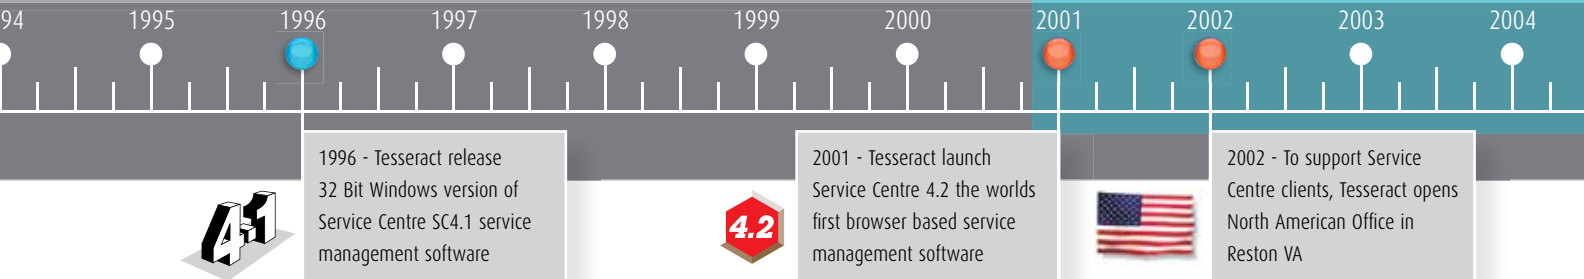 94 1995 1996 1997 1998 1999 2000 2001 2002 2003 2004
1996 - Tesseract release
32 Bit Windows version of
Service Centre SC4.1 service
management software
2001 - Tesseract launch
Service Centre 4.2 the worlds
first browser based service
management software
2002 - To support Service
Centre clients, Tesseract opens
North American Office in
Reston VA
4.1
4.2